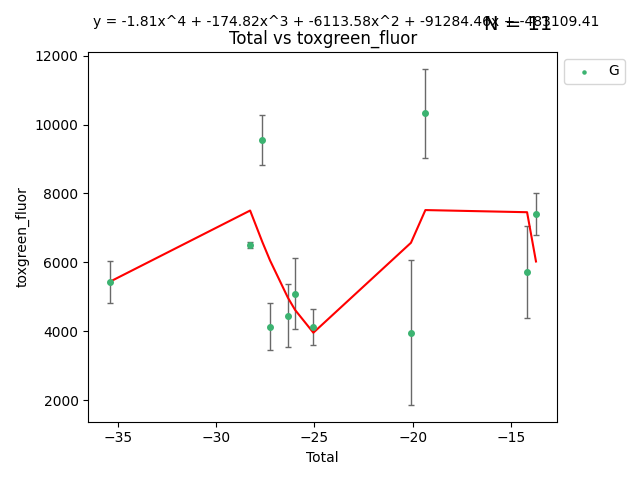 y = -1.81x^4 + -174.82x^3 + -6113.58x^2 + -91284.46x + -483109.41
N = 11
Total vs toxgreen_fluor
G
12000
10000
8000
6000
4000
2000
toxgreen_fluor
−35
−30
−25
−20
−15
Total